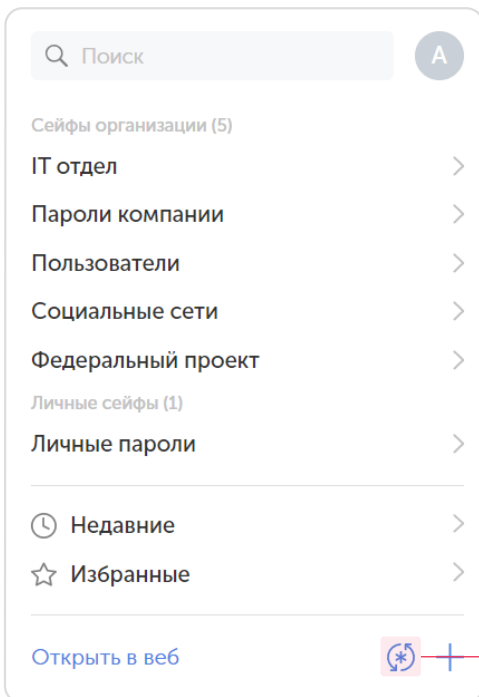 Поиск
A
Сейфы организации (5)
IT отдел
Пароли компании
Пользователи
Социальные сети
Федеральный проект
Личные сейфы (1)
Личные пароли
Недавние
Избранные
Открыть в веб